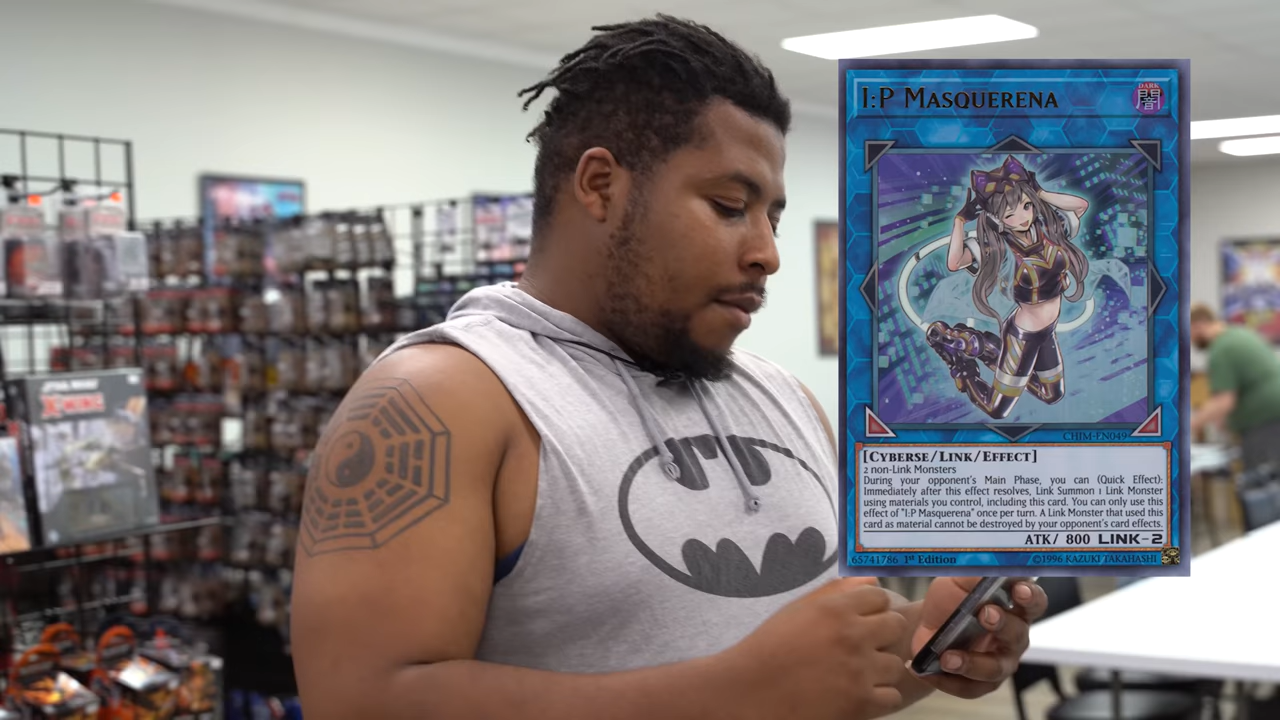 I:P MASQUERENA
DARK
闇
CHIM-EN049
[CYBERSE/LINK/EFFECT]
2 non-Link Monsters
During your opponent's Main Phase, you can (Quick Effect):
Immediately after this effect resolves, Link Summon 1 Link Monster
using materials you control, including this card. You can only use this
effect of "I:P Masquerena" once per turn. A Link Monster that used this
card as material cannot be destroyed by your opponent's card effects.
ATK/ 800 LINK-2
65741786 1st Edition
©1996 KAZUKI TAKAHASHI
STAR WARS
X-WING